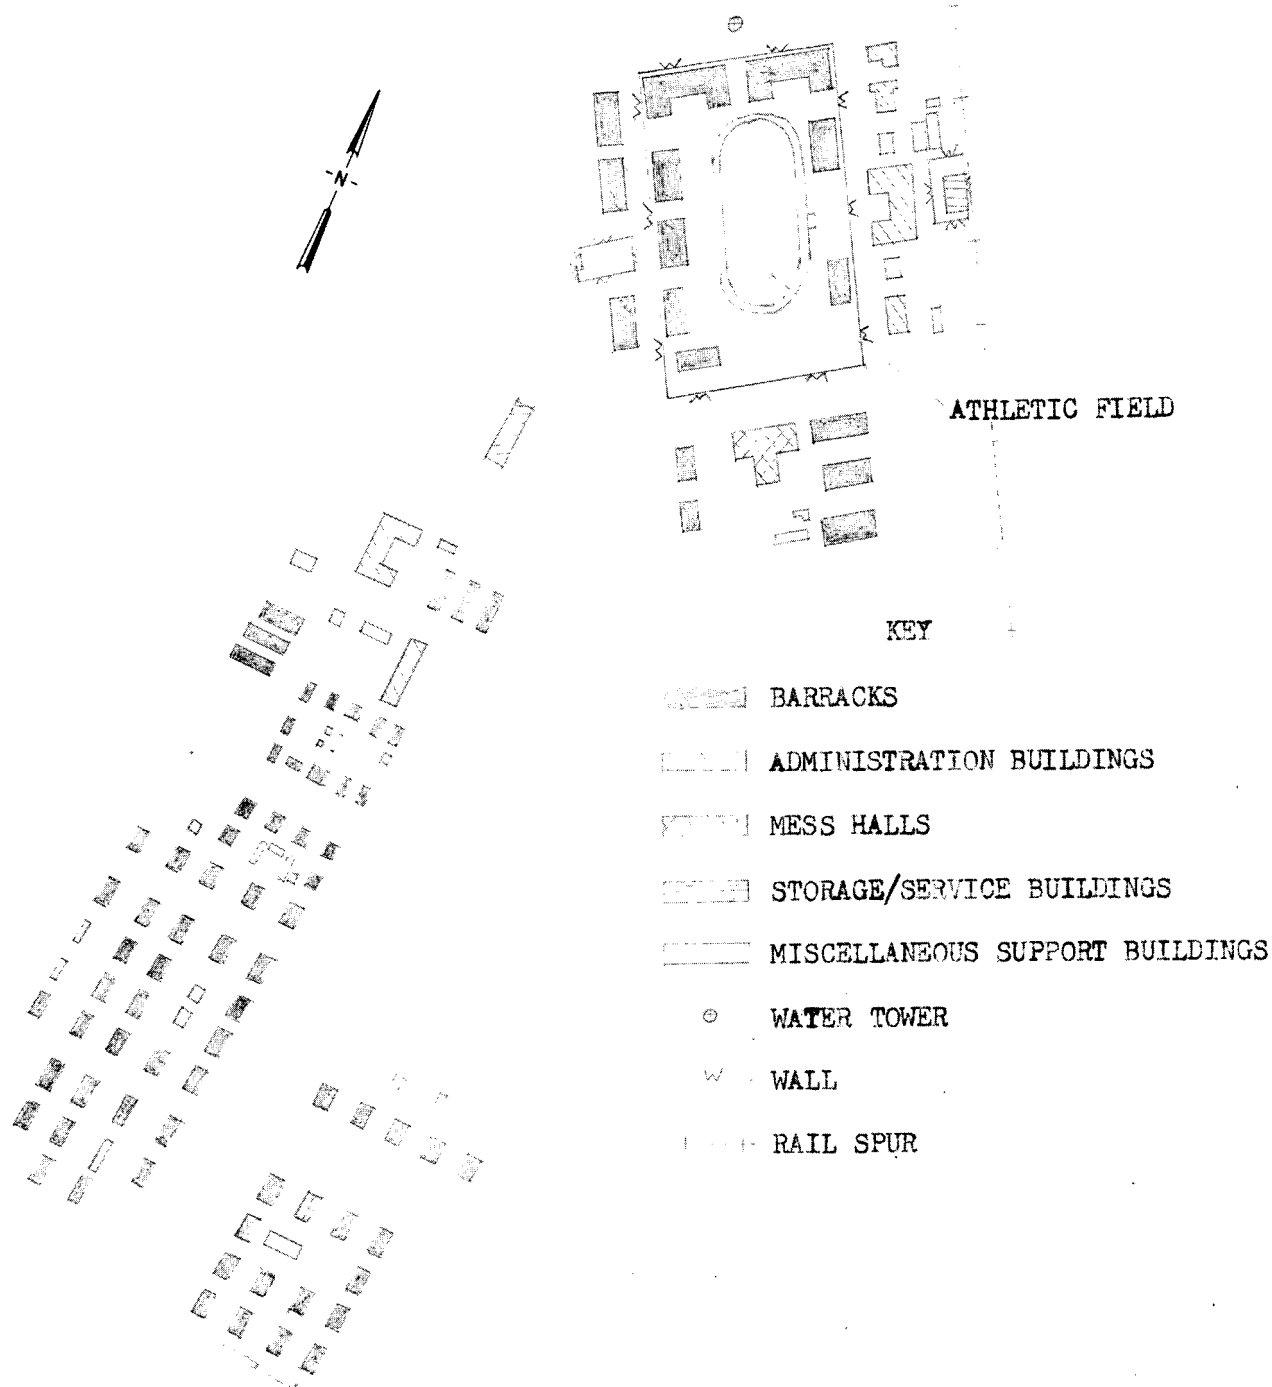 -N-
ATHLETIC FIELD
KEY
BARRACKS
ADMINISTRATION BUILDINGS
MESS HALLS
STORAGE/SERVICE BUILDINGS
MISCELLANEOUS SUPPORT BUILDINGS
WATER TOWER
WALL
RAIL SPUR